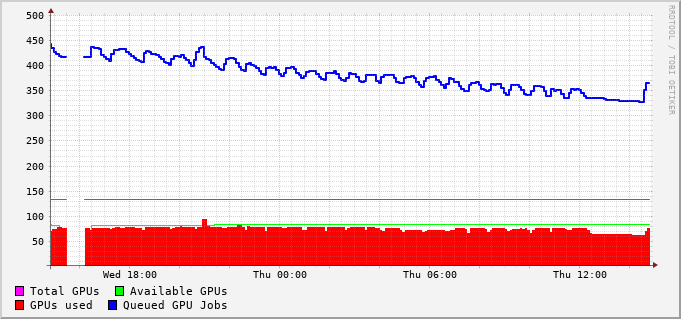 500
450
400
350
300
250
200
150
100
50
Wed 18:00 Thu 00:00 Thu 06:00 Thu 12:00
Total GPUs Available GPUs
GPUs used Queued GPU Jobs
RRDTOOL / TOBI OETIKER